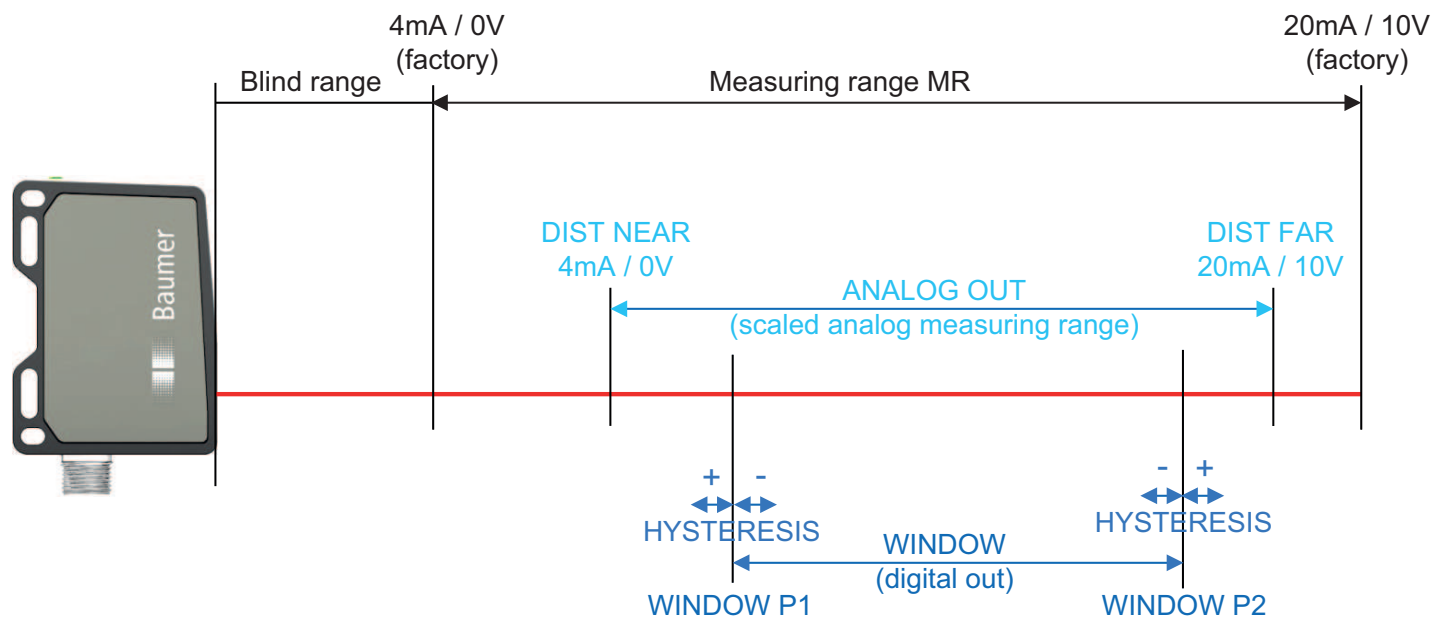 4mA / 0V
(factory)
20mA / 10V
(factory)
Blind range
Measuring range MR
Baumer
DIST NEAR
4mA / 0V
DIST FAR
20mA / 10V
ANALOG OUT
(scaled analog measuring range)
+ -
HYSTERESIS
- +
HYSTERESIS
WINDOW
(digital out)
WINDOW P1
WINDOW P2